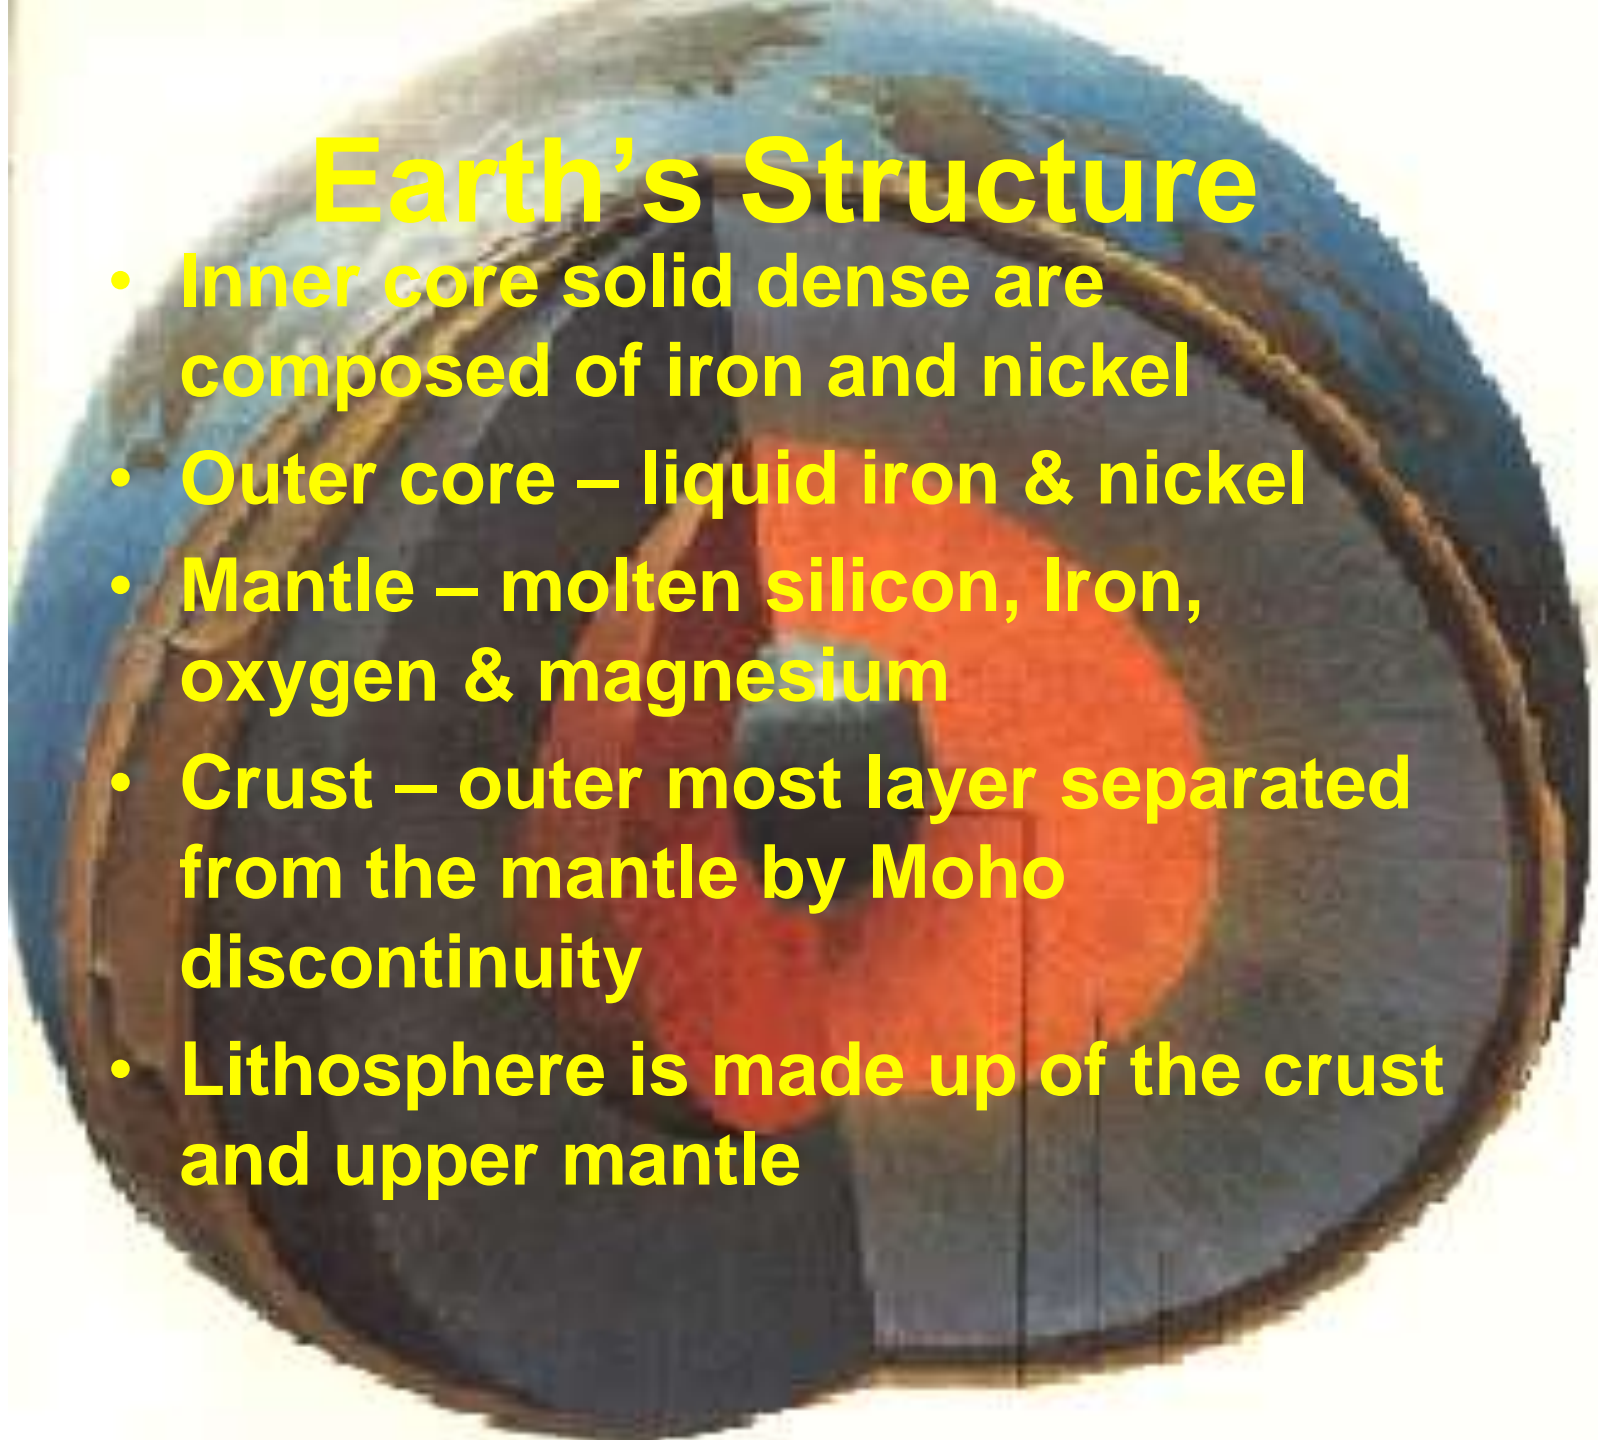 Earth’s Structure
• Inner core solid dense are
composed of iron and nickel
• Outer core – liquid iron & nickel
• Mantle – molten silicon, Iron,
oxygen & magnesium
• Crust – outer most layer separated
from the mantle by Moho
discontinuity
• Lithosphere is made up of the crust
and upper mantle